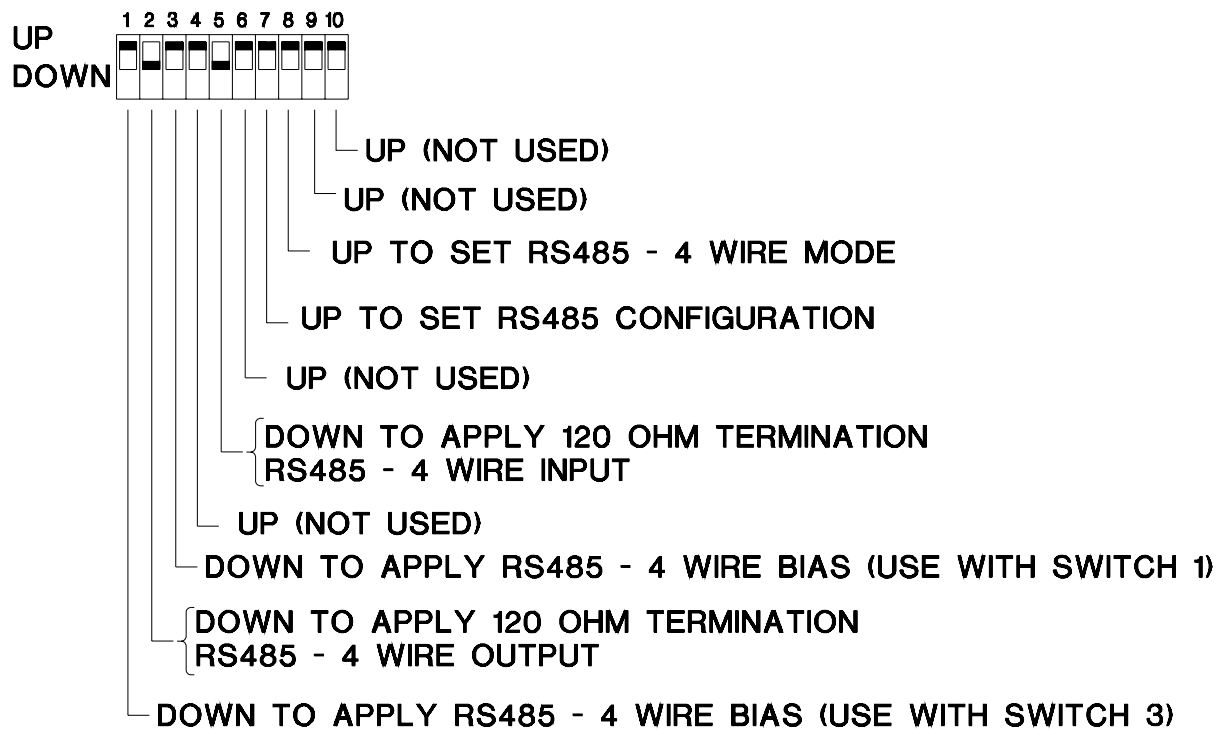 1 2 3 4 5 6 7 8 9 10
UP
DOWN
UP (NOT USED)
UP (NOT USED)
UP TO SET RS485 - 4 WIRE MODE
UP TO SET RS485 CONFIGURATION
UP (NOT USED)
DOWN TO APPLY 120 OHM TERMINATION
RS485 - 4 WIRE INPUT
UP (NOT USED)
DOWN TO APPLY RS485 - 4 WIRE BIAS (USE WITH SWITCH 1)
DOWN TO APPLY 120 OHM TERMINATION
RS485 - 4 WIRE OUTPUT
DOWN TO APPLY RS485 - 4 WIRE BIAS (USE WITH SWITCH 3)